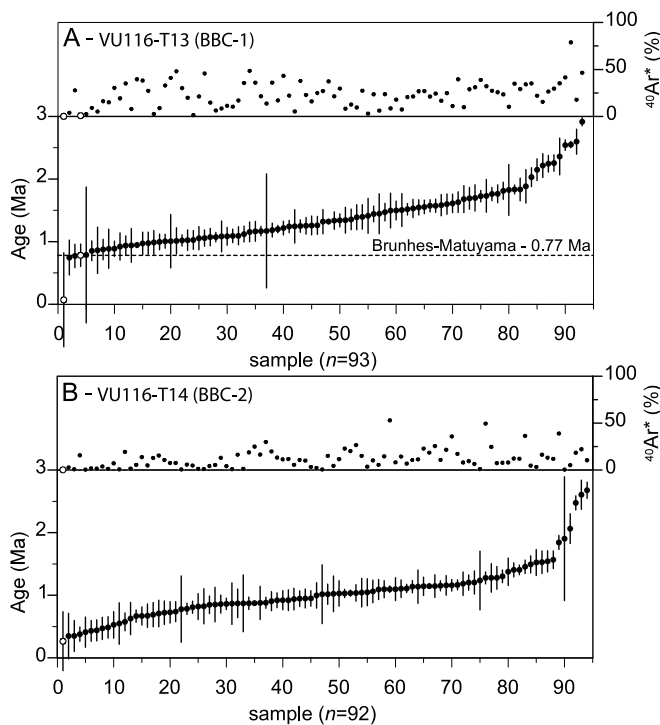 A - VU116-T13 (BBC-1)
100
50
0
⁴⁰Ar* (%)
3
2
1
0
Age (Ma)
Brunhes-Matuyama - 0.77 Ma
0 10 20 30 40 50 60 70 80 90
sample (n=93)
B - VU116-T14 (BBC-2)
100
50
0
⁴⁰Ar* (%)
3
2
1
0
Age (Ma)
0 10 20 30 40 50 60 70 80 90
sample (n=92)